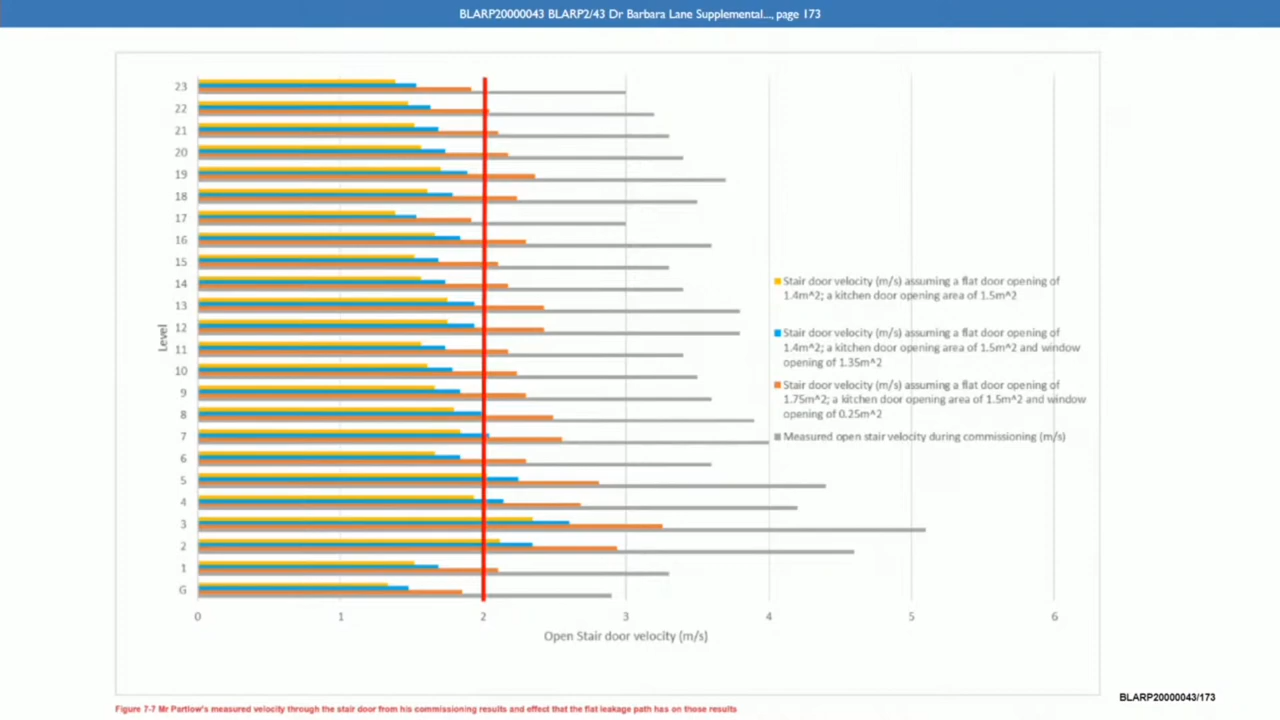 BLARP20000043 BLARP2/43 Dr Barbara Lane Supplemental..., page 173
23
22
21
20
19
18
17
16
15
14
13
12
11
10
9
8
7
6
5
4
3
2
1
G
Level
0 1 2 3 4 5 6
Open Stair door velocity (m/s)
Stair door velocity (m/s) assuming a flat door opening of
1.4m^2; a kitchen door opening area of 1.5m^2
Stair door velocity (m/s) assuming a flat door opening of
1.4m^2; a kitchen door opening area of 1.5m^2 and window
opening of 1.35m^2
Stair door velocity (m/s) assuming a flat door opening of
1.75m^2; a kitchen door opening area of 1.5m^2 and window
opening of 0.25m^2
Measured open stair velocity during commissioning (m/s)
BLARP20000043/173
Figure 7-7 Mr Partlow's measured velocity through the stair door from his commissioning results and effect that the flat leakage path has on those results